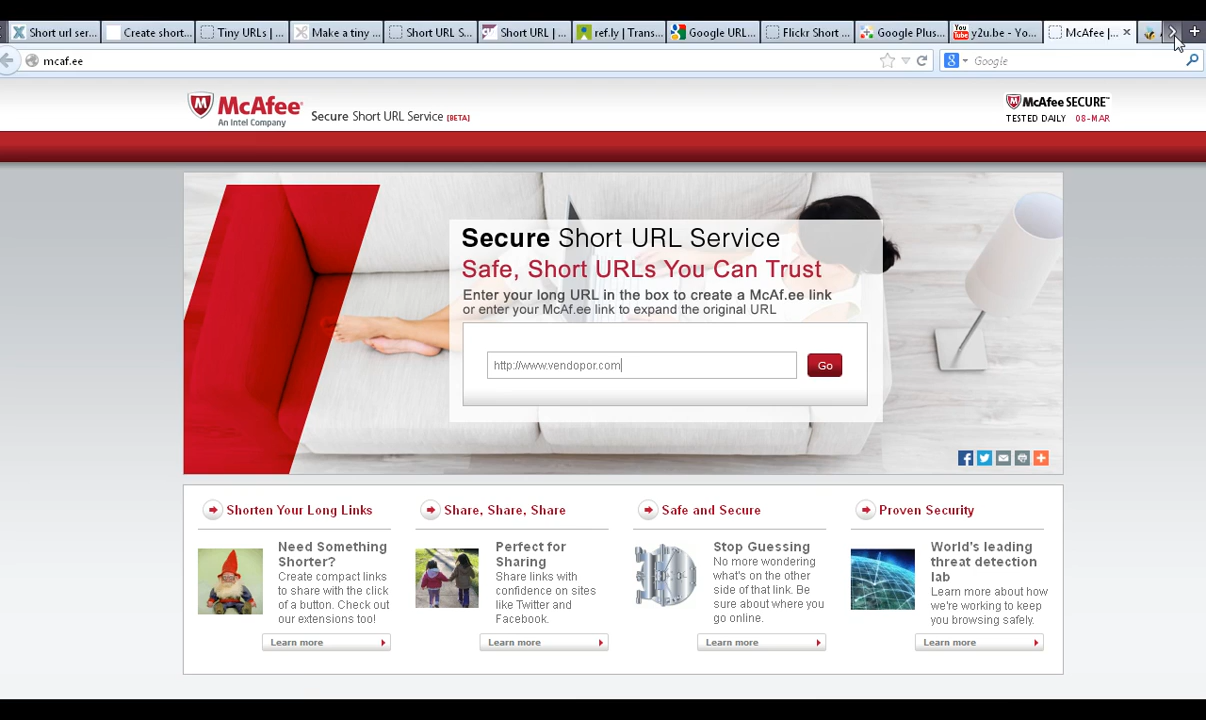 Short url ser...
Create short...
Tiny URLs | ...
Make a tiny ...
Short URL S...
Short URL | ...
ref.ly | Trans...
Google URL...
Flickr Short ...
Google Plus...
y2u.be - Yo...
McAfee |...
mcaf.ee
Google
McAfee
An Intel Company
Secure Short URL Service [BETA]
McAfee SECURE™
TESTED DAILY 08-MAR
Secure Short URL Service
Safe, Short URLs You Can Trust
Enter your long URL in the box to create a McAf.ee link
or enter your McAf.ee link to expand the original URL
http://www.vendopor.com
Go
Shorten Your Long Links
Need Something
Shorter?
Create compact links
to share with the click
of a button. Check out
our extensions too!
Learn more
Share, Share, Share
Perfect for
Sharing
Share links with
confidence on sites
like Twitter and
Facebook.
Learn more
Safe and Secure
Stop Guessing
No more wondering
what's on the other
side of that link. Be
sure about where you
go online.
Learn more
Proven Security
World's leading
threat detection
lab
Learn more about how
we're working to keep
you browsing safely.
Learn more